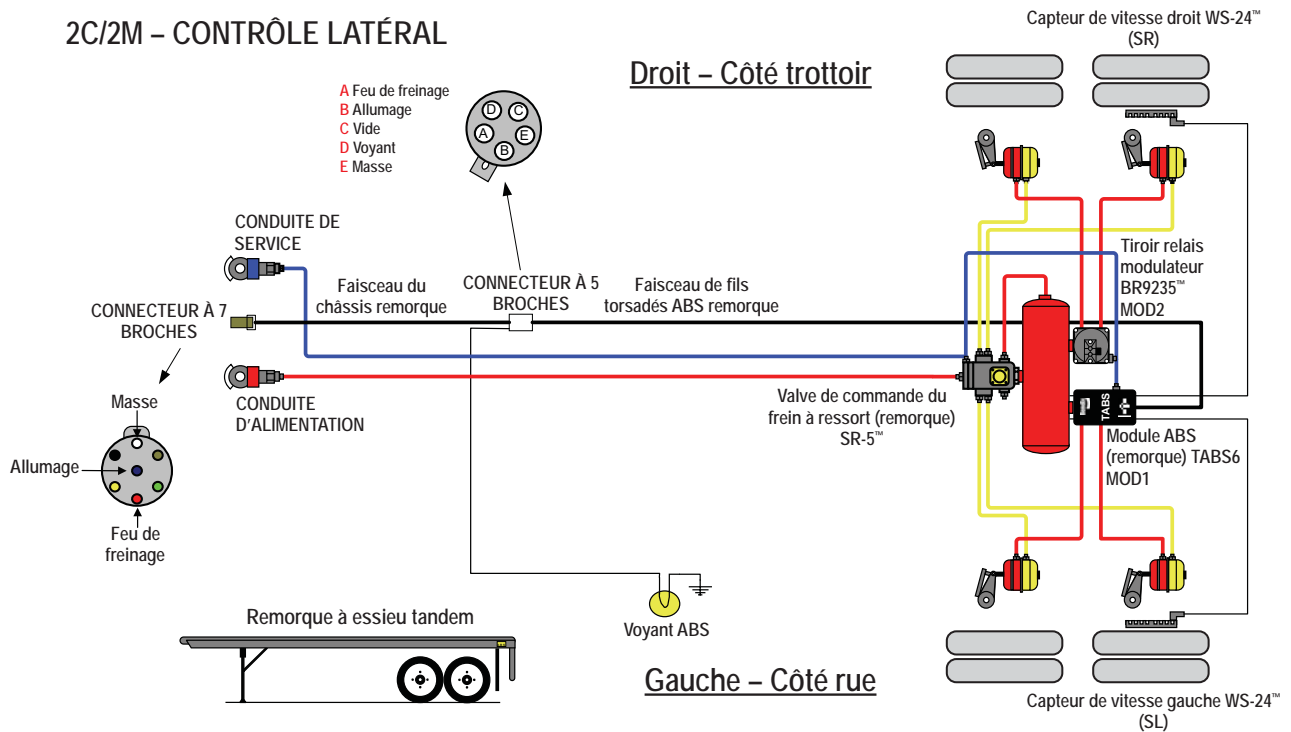 2C/2M – CONTRÔLE LATÉRAL
Capteur de vitesse droit WS-24™
(SR)
Droit – Côté trottoir
A Feu de freinage
B Allumage
C Vide
D Voyant
E Masse
D
C
A
E
B
CONDUITE DE
SERVICE
Faisceau du
châssis remorque
CONNECTEUR À 5
BROCHES
Faisceau de fils
torsadés ABS remorque
Tiroir relais
modulateur
BR9235™
MOD2
CONNECTEUR À 7
BROCHES
CONDUITE
D'ALIMENTATION
Valve de commande du
frein à ressort (remorque)
SR-5™
TABS
Module ABS
(remorque) TABS6
MOD1
Masse
Allumage
Feu de
freinage
Voyant ABS
Remorque à essieu tandem
Gauche – Côté rue
Capteur de vitesse gauche WS-24™
(SL)